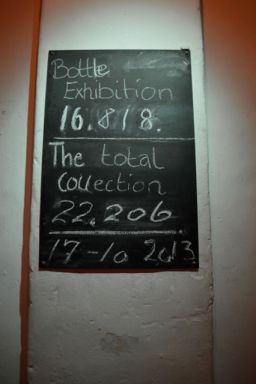 Bottle
Exhibition
16.818.
The total
Collection
22.206
17-10 2013